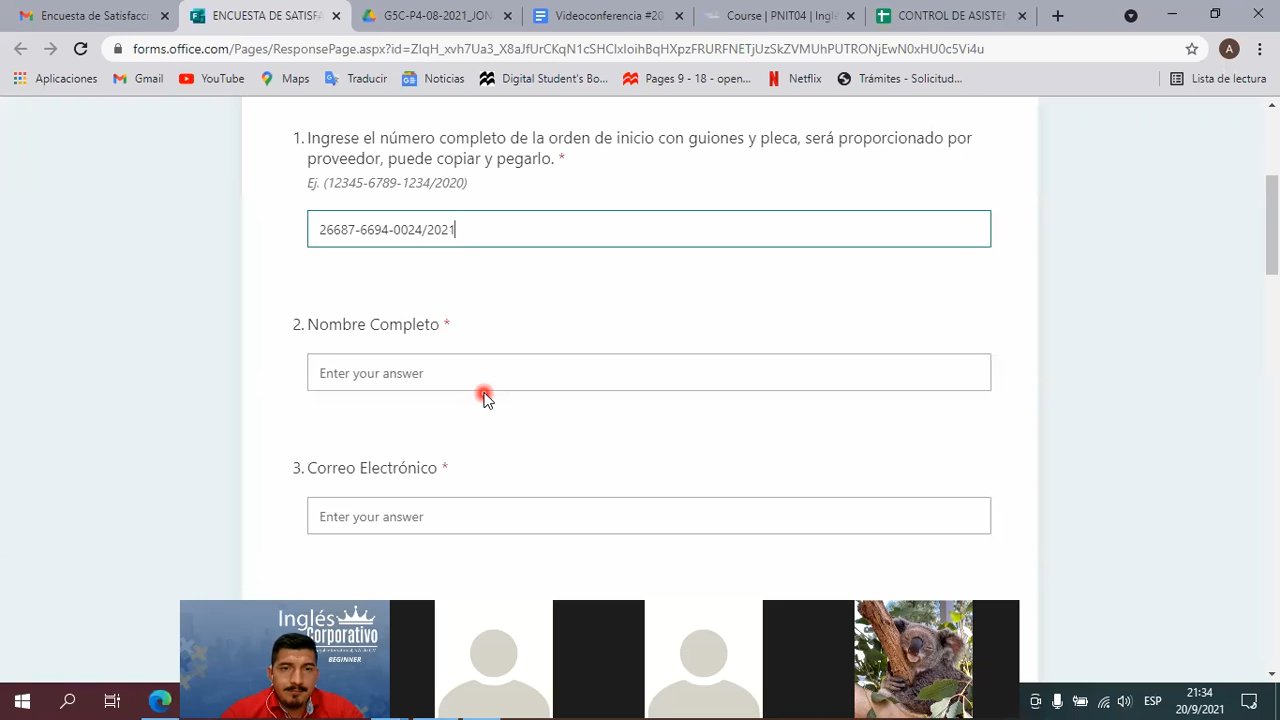 Encuesta de Satisfacc
ENCUESTA DE SATISFA
G5C-P4-08-2021_JON
Videoconferencia #20
Course | PNIT04 | Ingl
CONTROL DE ASISTE
forms.office.com/Pages/ResponsePage.aspx?id=ZIqH_xvh7Ua3_X8aJfUrCKqN1cSHClxIoihBqHXpzFRURFNETjUzSkZVMUhPUTRONjEwN0xHU0c5Vi4u
A
Aplicaciones
Gmail
YouTube
Maps
Traducir
Noticias
Digital Student's Bo...
Pages 9 - 18 - open...
Netflix
Trámites - Solicitud...
Lista de lectura
1. Ingrese el número completo de la orden de inicio con guiones y pleca, será proporcionado por
proveedor, puede copiar y pegarlo. *
Ej. (12345-6789-1234/2020)
26687-6694-0024/2021
2. Nombre Completo *
Enter your answer
3. Correo Electrónico *
Enter your answer
Inglés
Corporativo
BEGINNER
ESP
21:34
20/9/2021